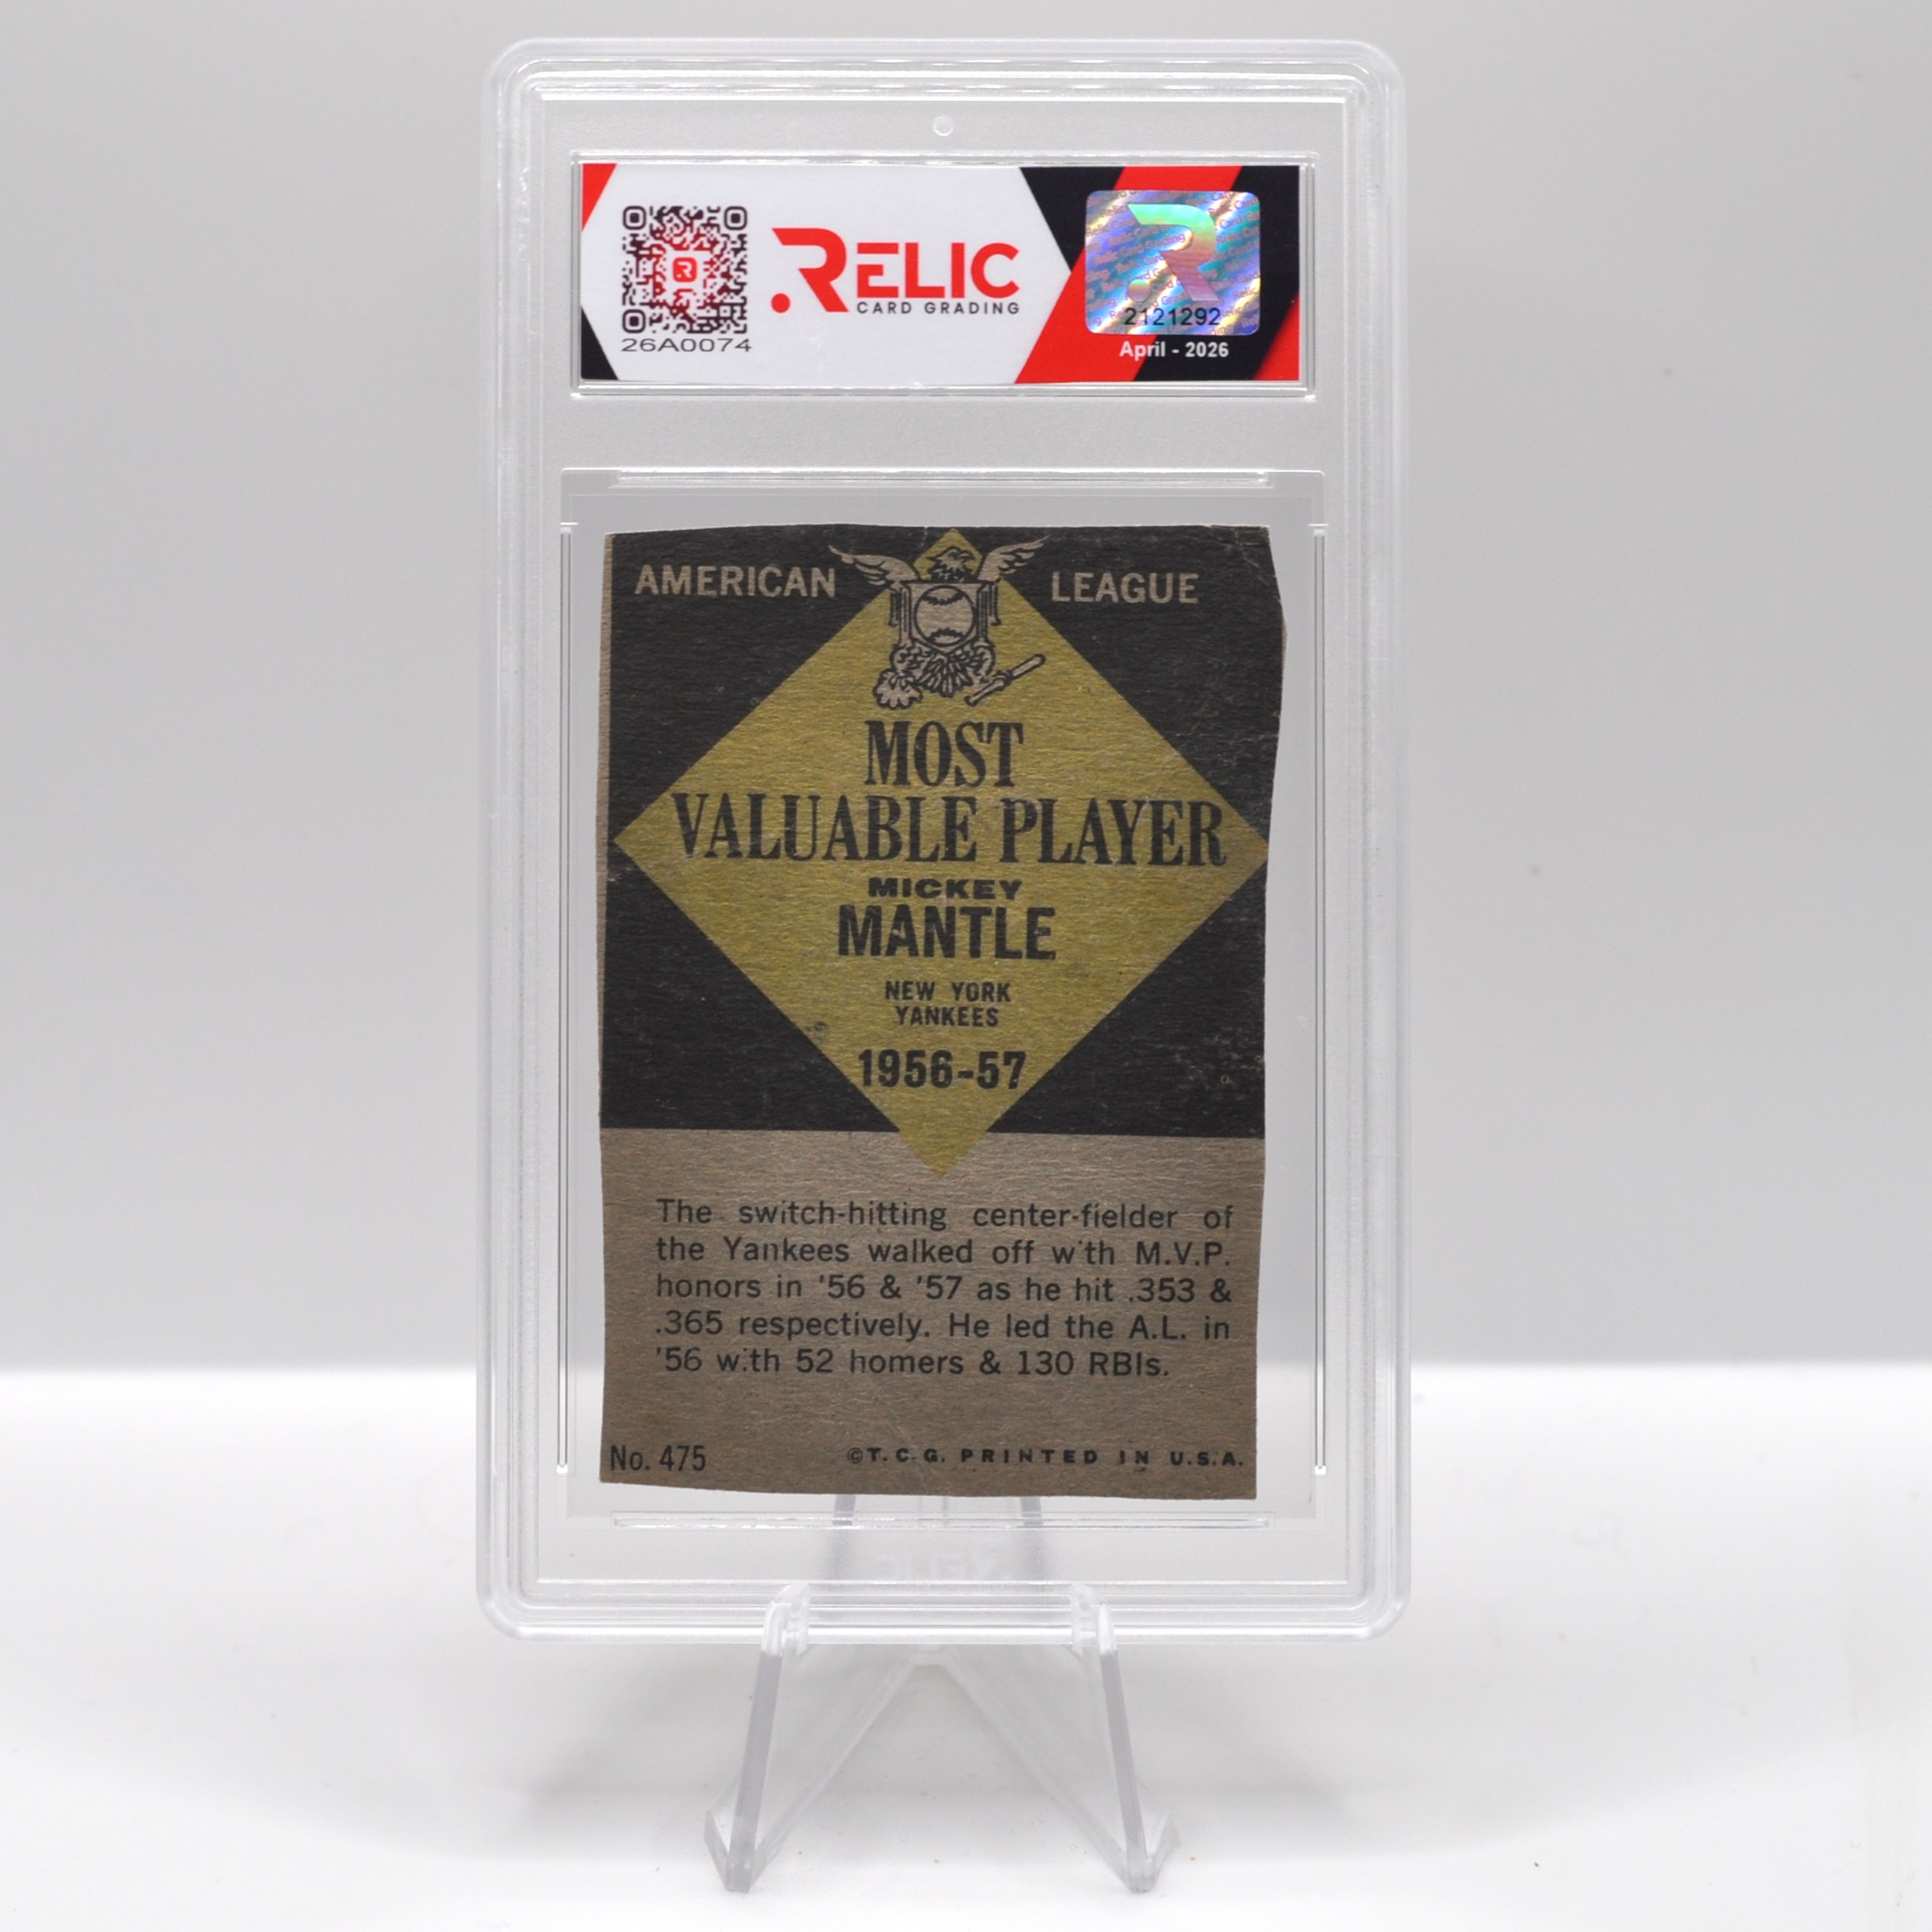 RELIC
CARD GRADING
26A0074
2121292
April - 2026
AMERICAN LEAGUE
MOST
VALUABLE PLAYER
MICKEY
MANTLE
NEW YORK
YANKEES
1956-57
The switch-hitting center-fielder of
the Yankees walked off w'th M.V.P.
honors in '56 & '57 as he hit .353 &
.365 respectively. He led the A.L. in
'56 w.th 52 homers & 130 RBIs.
No. 475 ©T.C.G. PRINTED IN U.S.A.